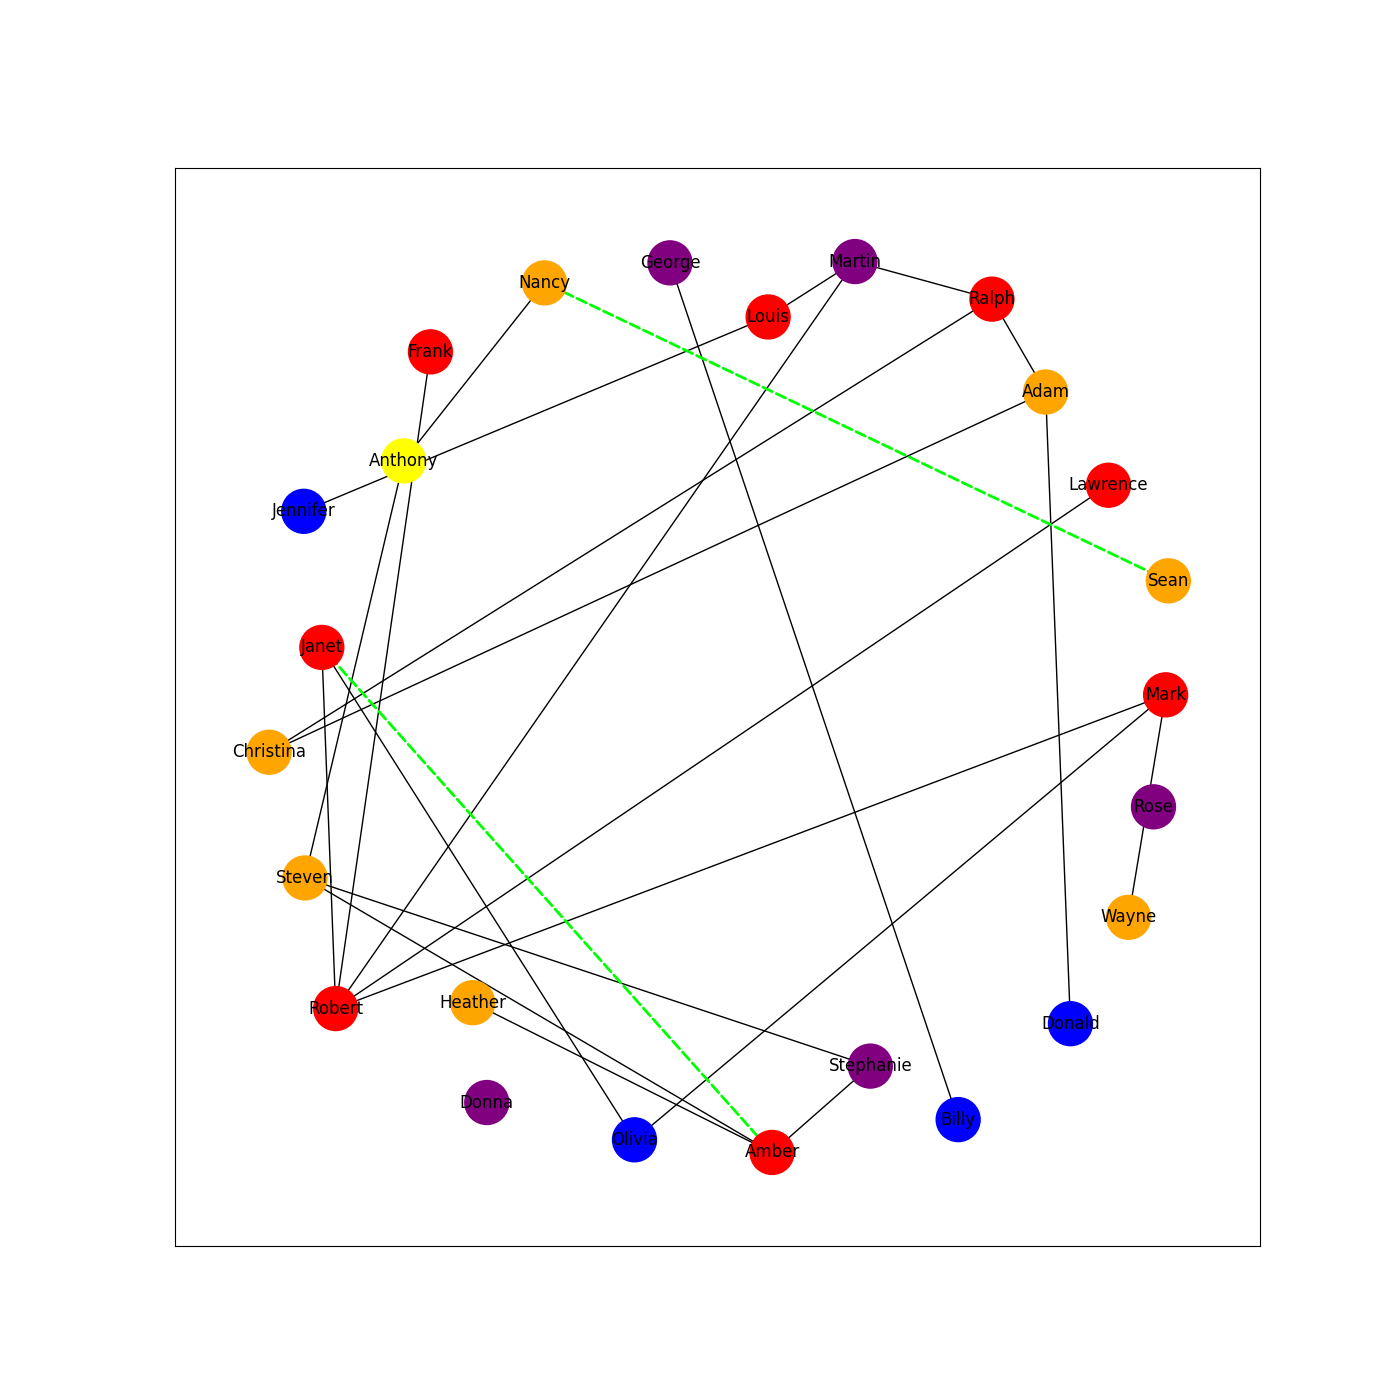 George
Martin
Nancy
Ralph
Louis
Frank
Adam
Anthony
Lawrence
Jennifer
Sean
Janet
Mark
Christina
Rose
Steven
Wayne
Heather
Robert
Donald
Stephanie
Donna
Billy
Olivia
Amber